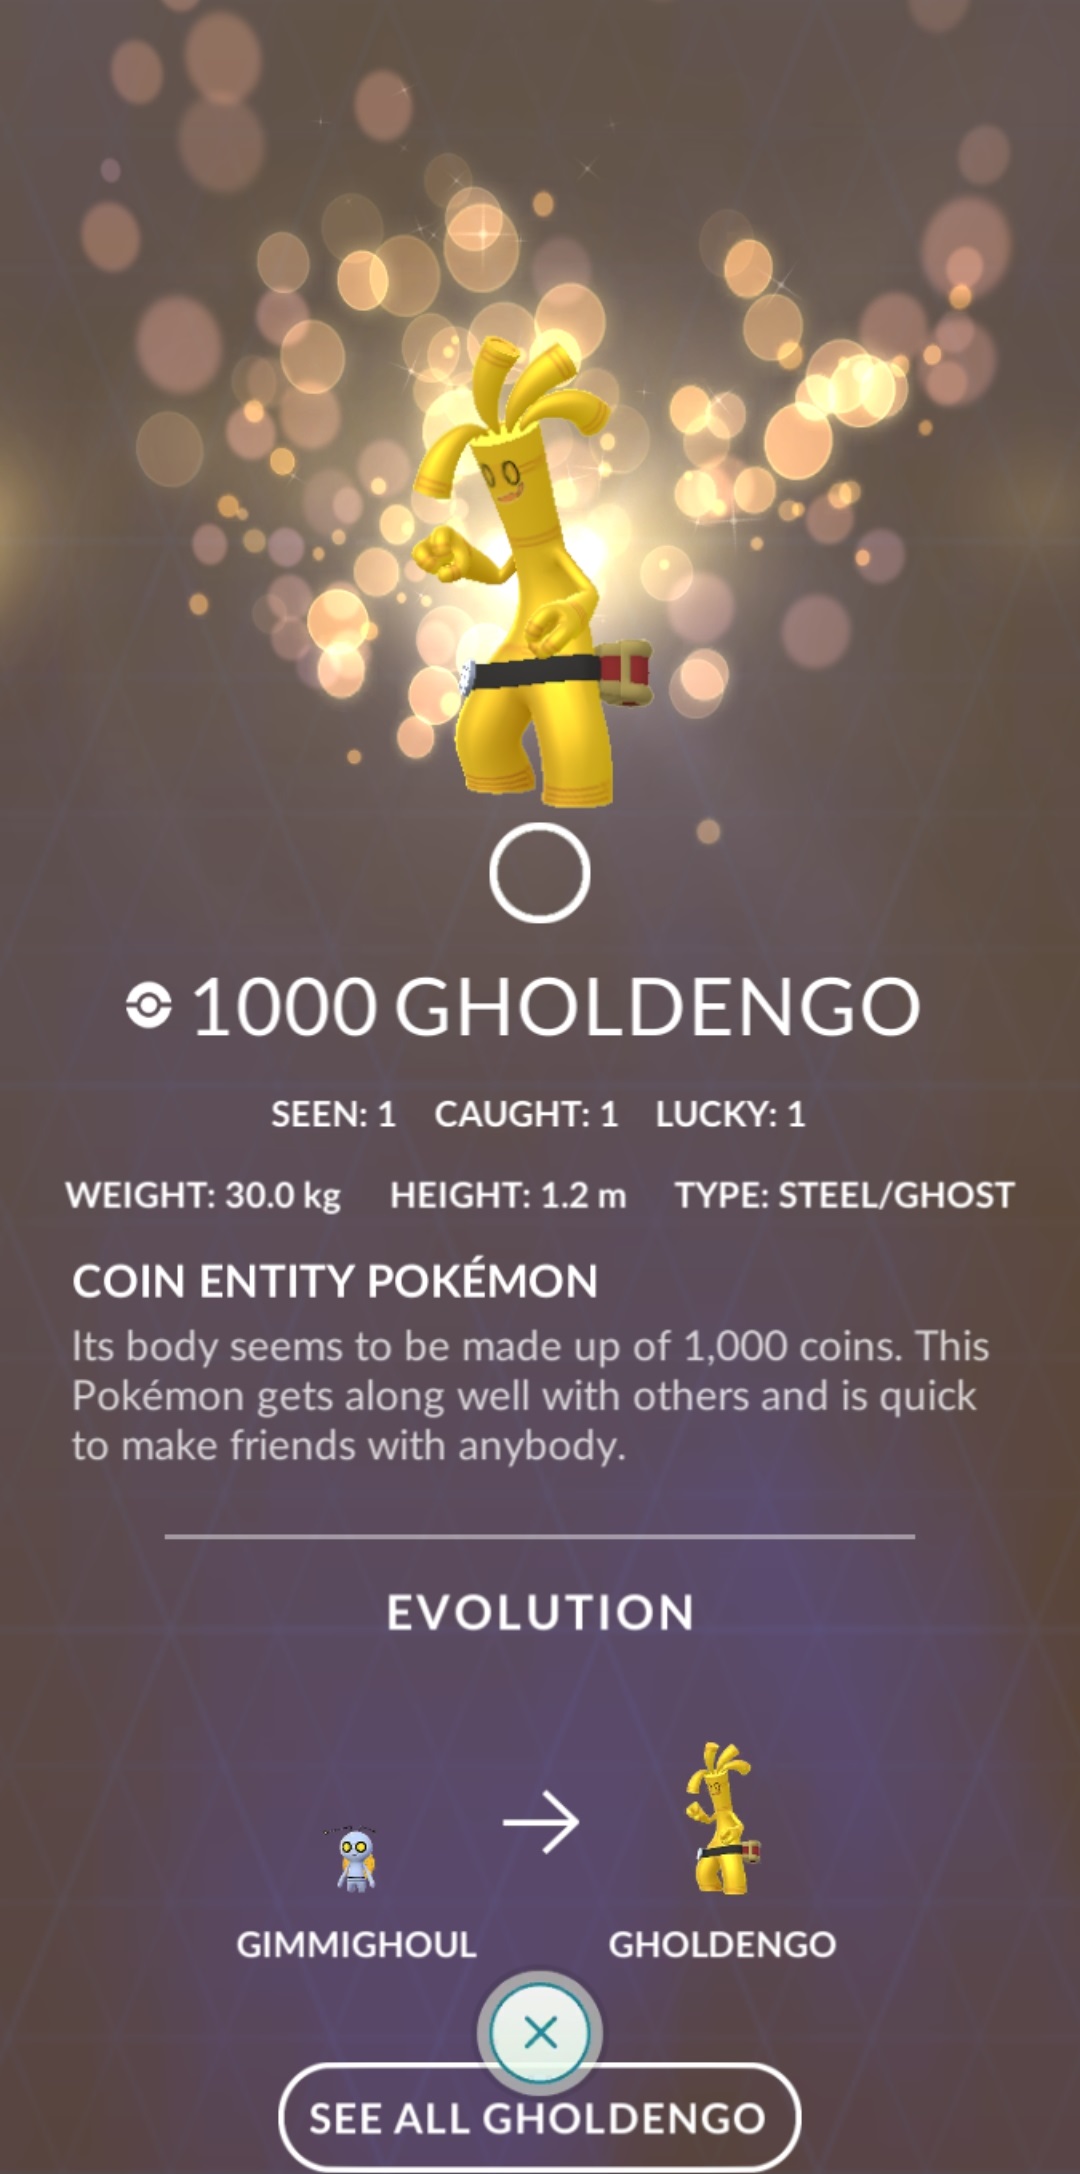 1000 GHOLDENGO
SEEN: 1 CAUGHT: 1 LUCKY: 1
WEIGHT: 30.0 kg HEIGHT: 1.2 m TYPE: STEEL/GHOST
COIN ENTITY POKÉMON
Its body seems to be made up of 1,000 coins. This
Pokémon gets along well with others and is quick
to make friends with anybody.
EVOLUTION
GIMMIGHOUL GHOLDENGO
SEE ALL GHOLDENGO